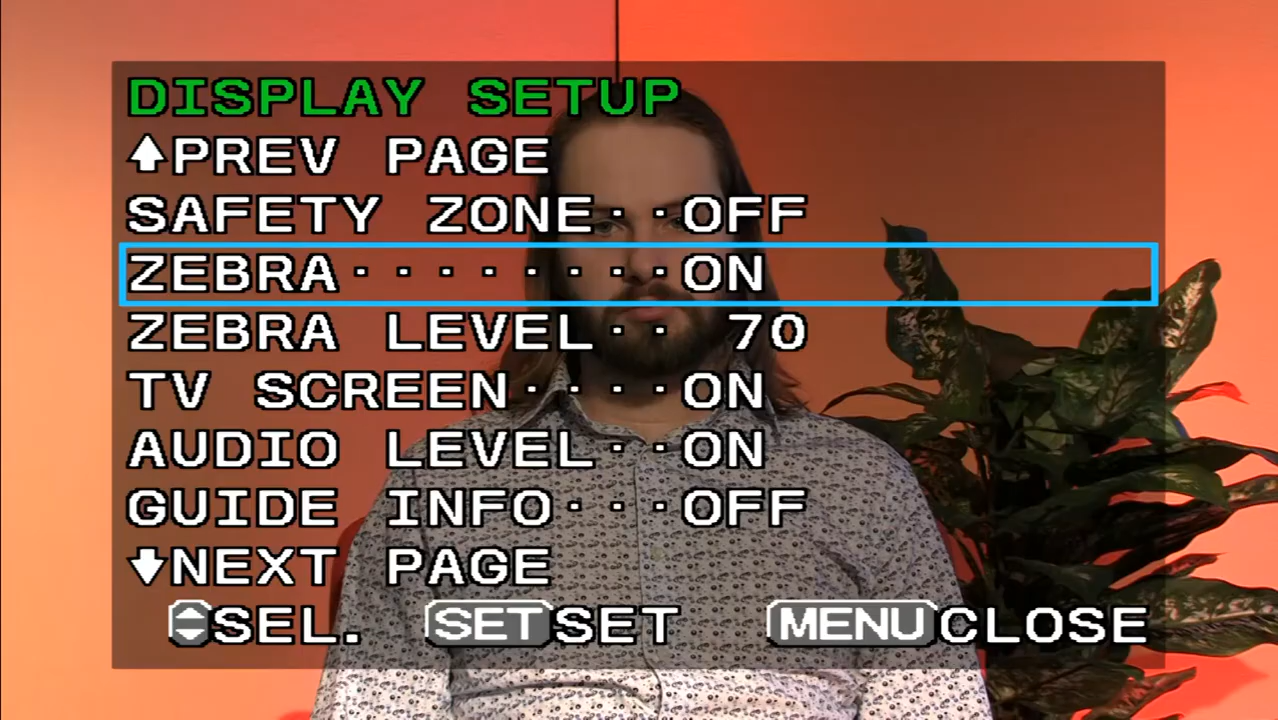 DISPLAY SETUP
PREV PAGE
SAFETY ZONE··OFF
ZEBRA········ON
ZEBRA LEVEL·· 70
TV SCREEN····ON
AUDIO LEVEL··ON
GUIDE INFO···OFF
NEXT PAGE
SEL. SET SET MENU CLOSE